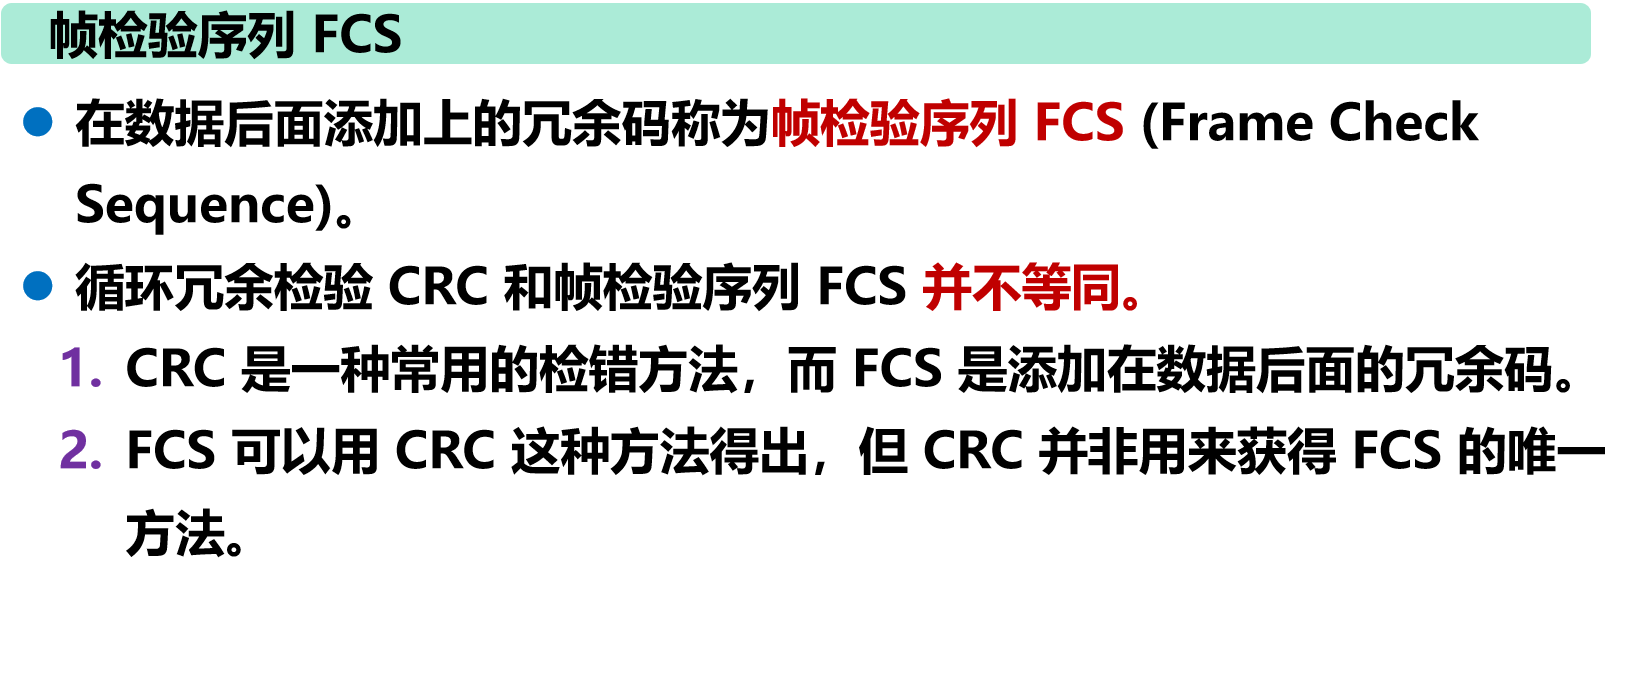 帧检验序列 FCS
在数据后面添加上的冗余码称为帧检验序列 FCS (Frame Check
Sequence)。
循环冗余检验 CRC 和帧检验序列 FCS 并不等同。
1. CRC 是一种常用的检错方法，而 FCS 是添加在数据后面的冗余码。
2. FCS 可以用 CRC 这种方法得出，但 CRC 并非用来获得 FCS 的唯一
方法。